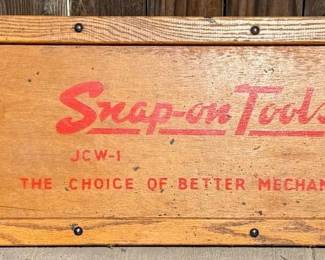 Snap-on Tools
JCW-1
THE CHOICE OF BETTER MECHAN